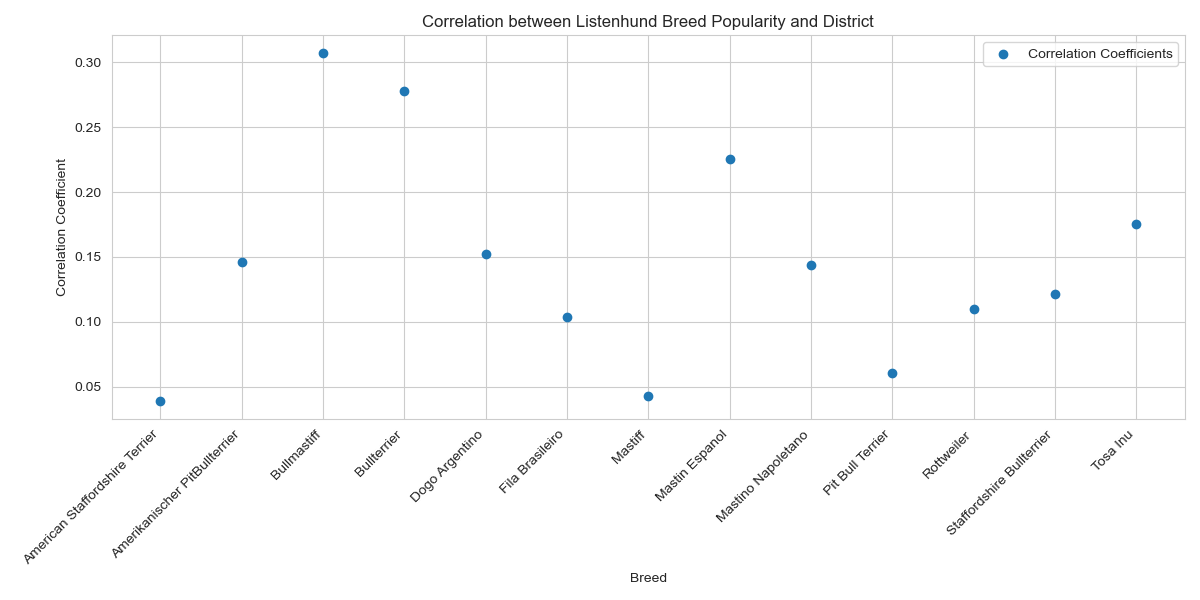 Correlation between Listenhund Breed Popularity and District
Correlation Coefficients
Correlation Coefficient
0.30
0.25
0.20
0.15
0.10
0.05
American Staffordshire Terrier
Amerikanischer PitBullterrier
Bullmastiff
Bullterrier
Dogo Argentino
Fila Brasileiro
Mastiff
Mastin Espanol
Mastino Napoletano
Pit Bull Terrier
Rottweiler
Staffordshire Bullterrier
Tosa Inu
Breed